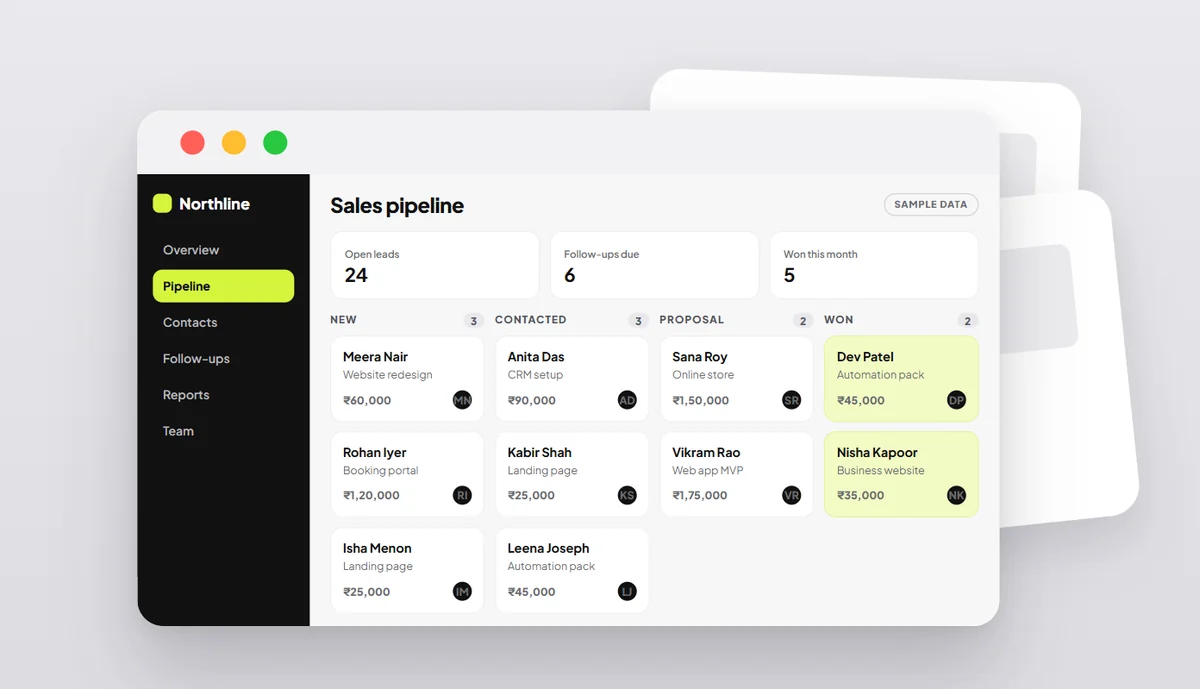 Northline
Overview
Pipeline
Contacts
Follow-ups
Reports
Team
Sales pipeline
SAMPLE DATA
Open leads
24
Follow-ups due
6
Won this month
5
NEW 3
Meera Nair
Website redesign
₹60,000 MN
Rohan Iyer
Booking portal
₹1,20,000 RI
Isha Menon
Landing page
₹25,000 IM
CONTACTED 3
Anita Das
CRM setup
₹90,000 AD
Kabir Shah
Landing page
₹25,000 KS
Leena Joseph
Automation pack
₹45,000 LJ
PROPOSAL 2
Sana Roy
Online store
₹1,50,000 SR
Vikram Rao
Web app MVP
₹1,75,000 VR
WON 2
Dev Patel
Automation pack
₹45,000 DP
Nisha Kapoor
Business website
₹35,000 NK